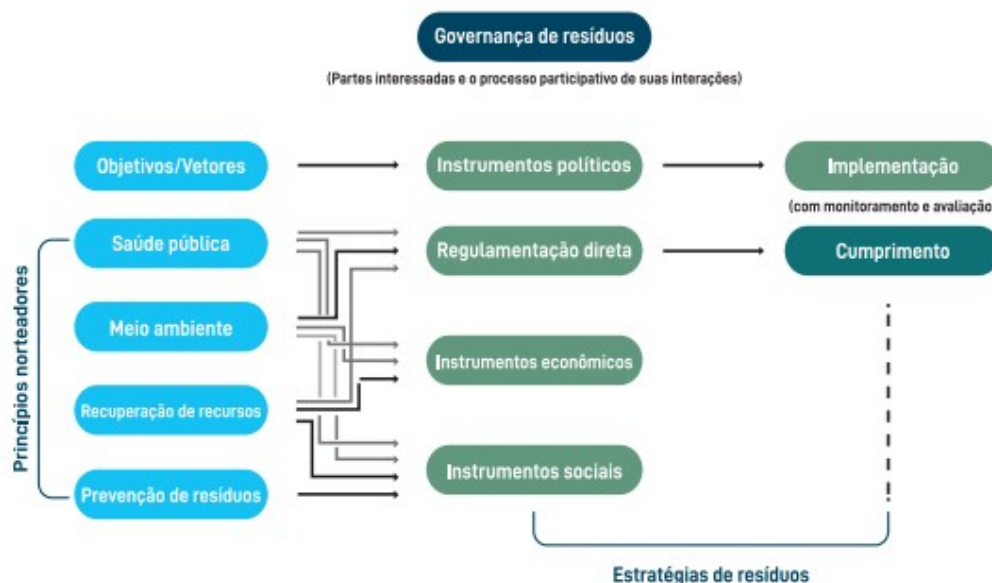 Governança de resíduos
(Partes interessadas e o processo participativo de suas interações)
Objetivos/Vetores
Instrumentos políticos
Implementação
(com monitoramento e avaliação
Saúde pública
Regulamentação direta
Cumprimento
Princípios norteadores
Meio ambiente
Instrumentos econômicos
Recuperação de recursos
Instrumentos sociais
Prevenção de resíduos
Estratégias de resíduos